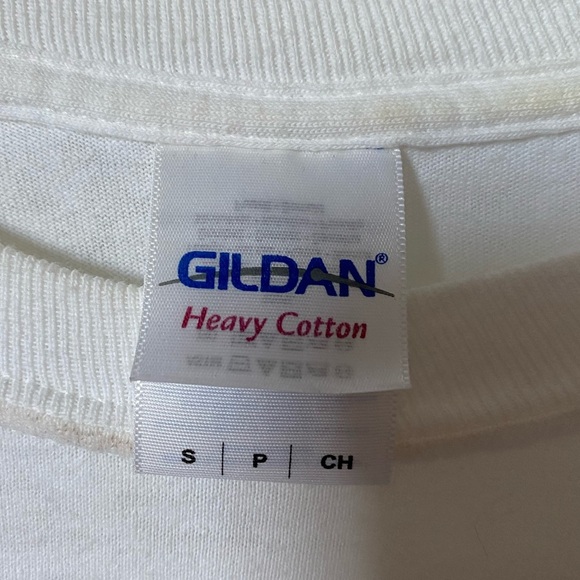 GILDAN®
Heavy Cotton
S | P | CH